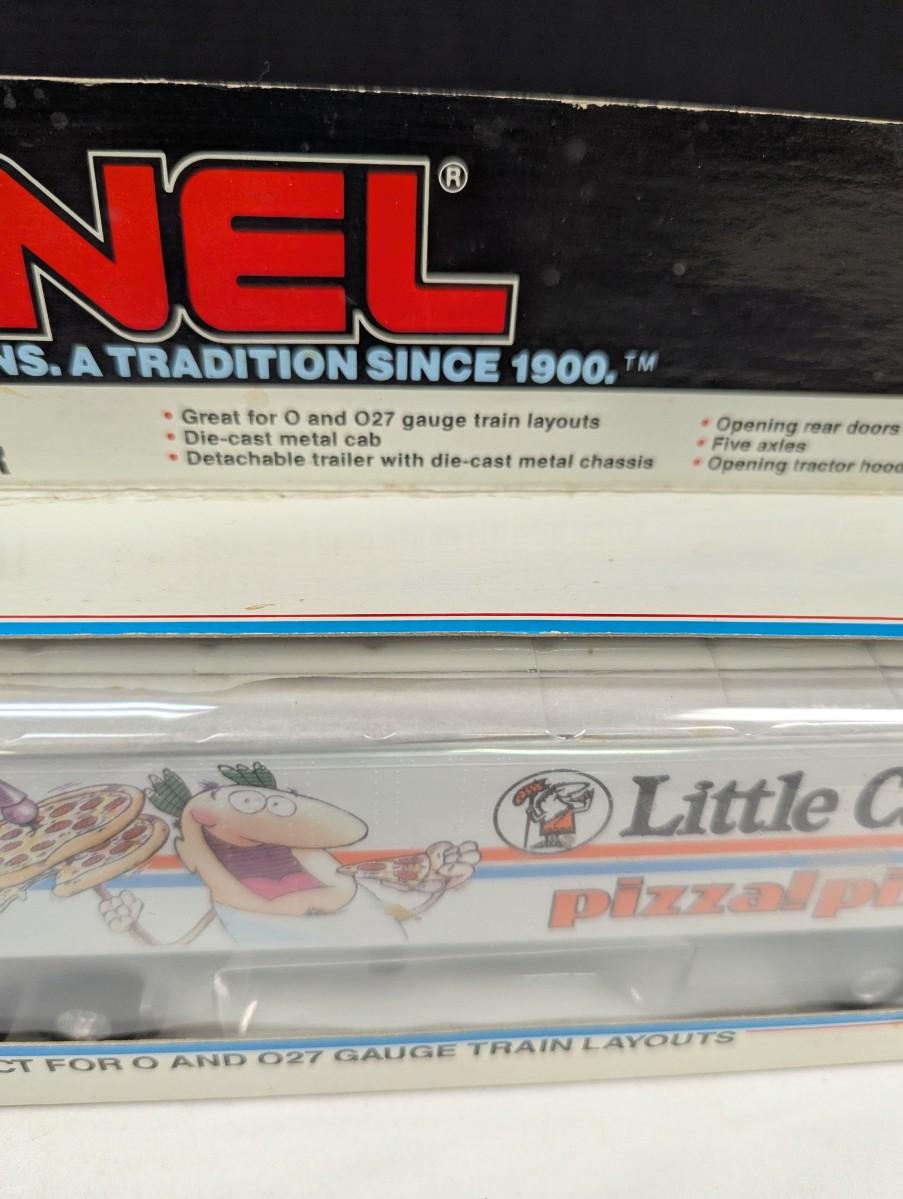 NEL®
NS. A TRADITION SINCE 1900.™
• Great for O and O27 gauge train layouts
• Die-cast metal cab
• Detachable trailer with die-cast metal chassis
• Opening rear doors
• Five axles
• Opening tractor hood
R
Little C
pizza!pi
CT FOR O AND O27 GAUGE TRAIN LAYOUTS